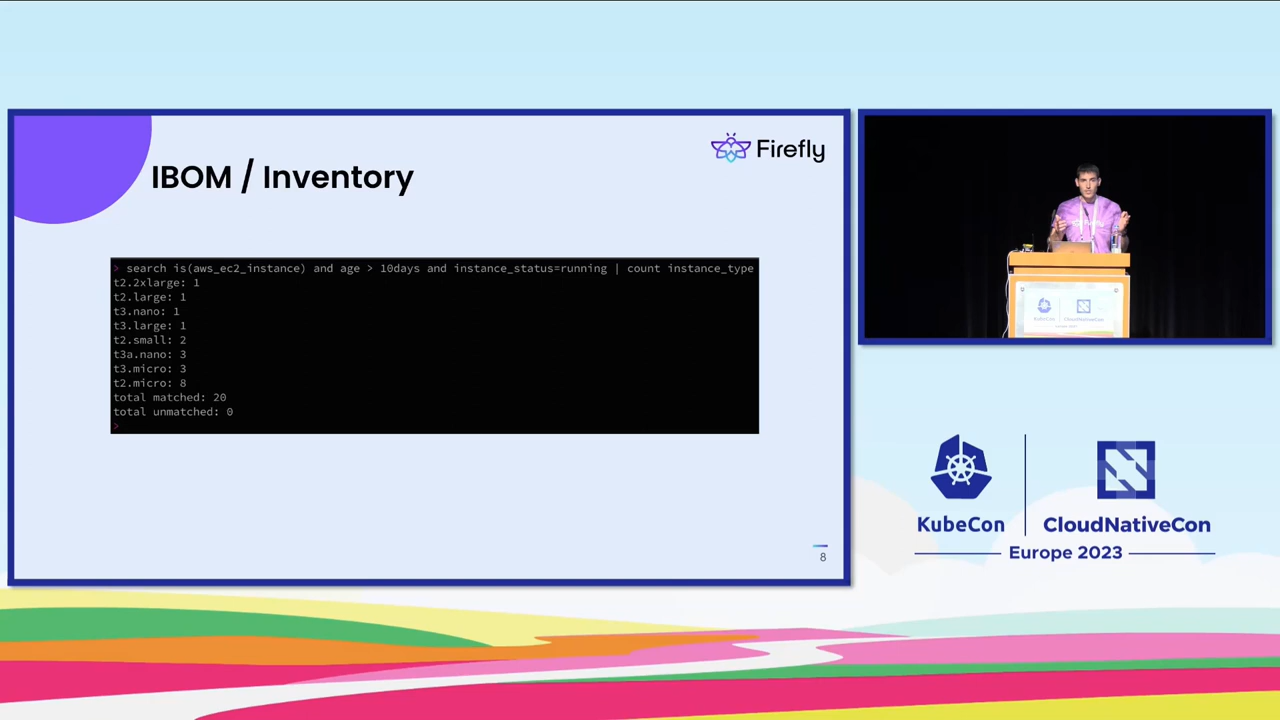 IBOM / Inventory
Firefly
> search is(aws_ec2_instance) and age > 10days and instance_status=running | count instance_type
t2.2xlarge: 1
t2.large: 1
t3.nano: 1
t3.large: 1
t2.small: 2
t3a.nano: 3
t3.micro: 3
t2.micro: 8
total matched: 20
total unmatched: 0
>
8
KubeCon
CloudNativeCon
Europe 2023